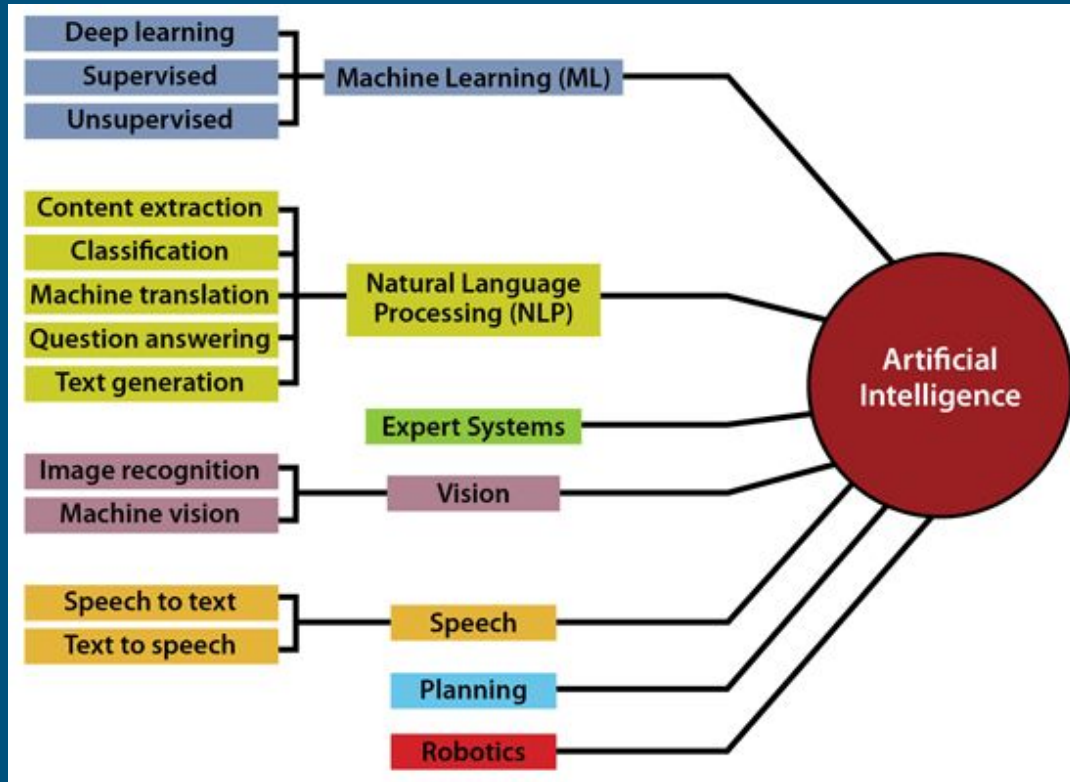 Deep learning
Supervised
Unsupervised
Machine Learning (ML)
Content extraction
Classification
Machine translation
Question answering
Text generation
Natural Language
Processing (NLP)
Expert Systems
Image recognition
Machine vision
Vision
Speech to text
Text to speech
Speech
Planning
Robotics
Artificial
Intelligence